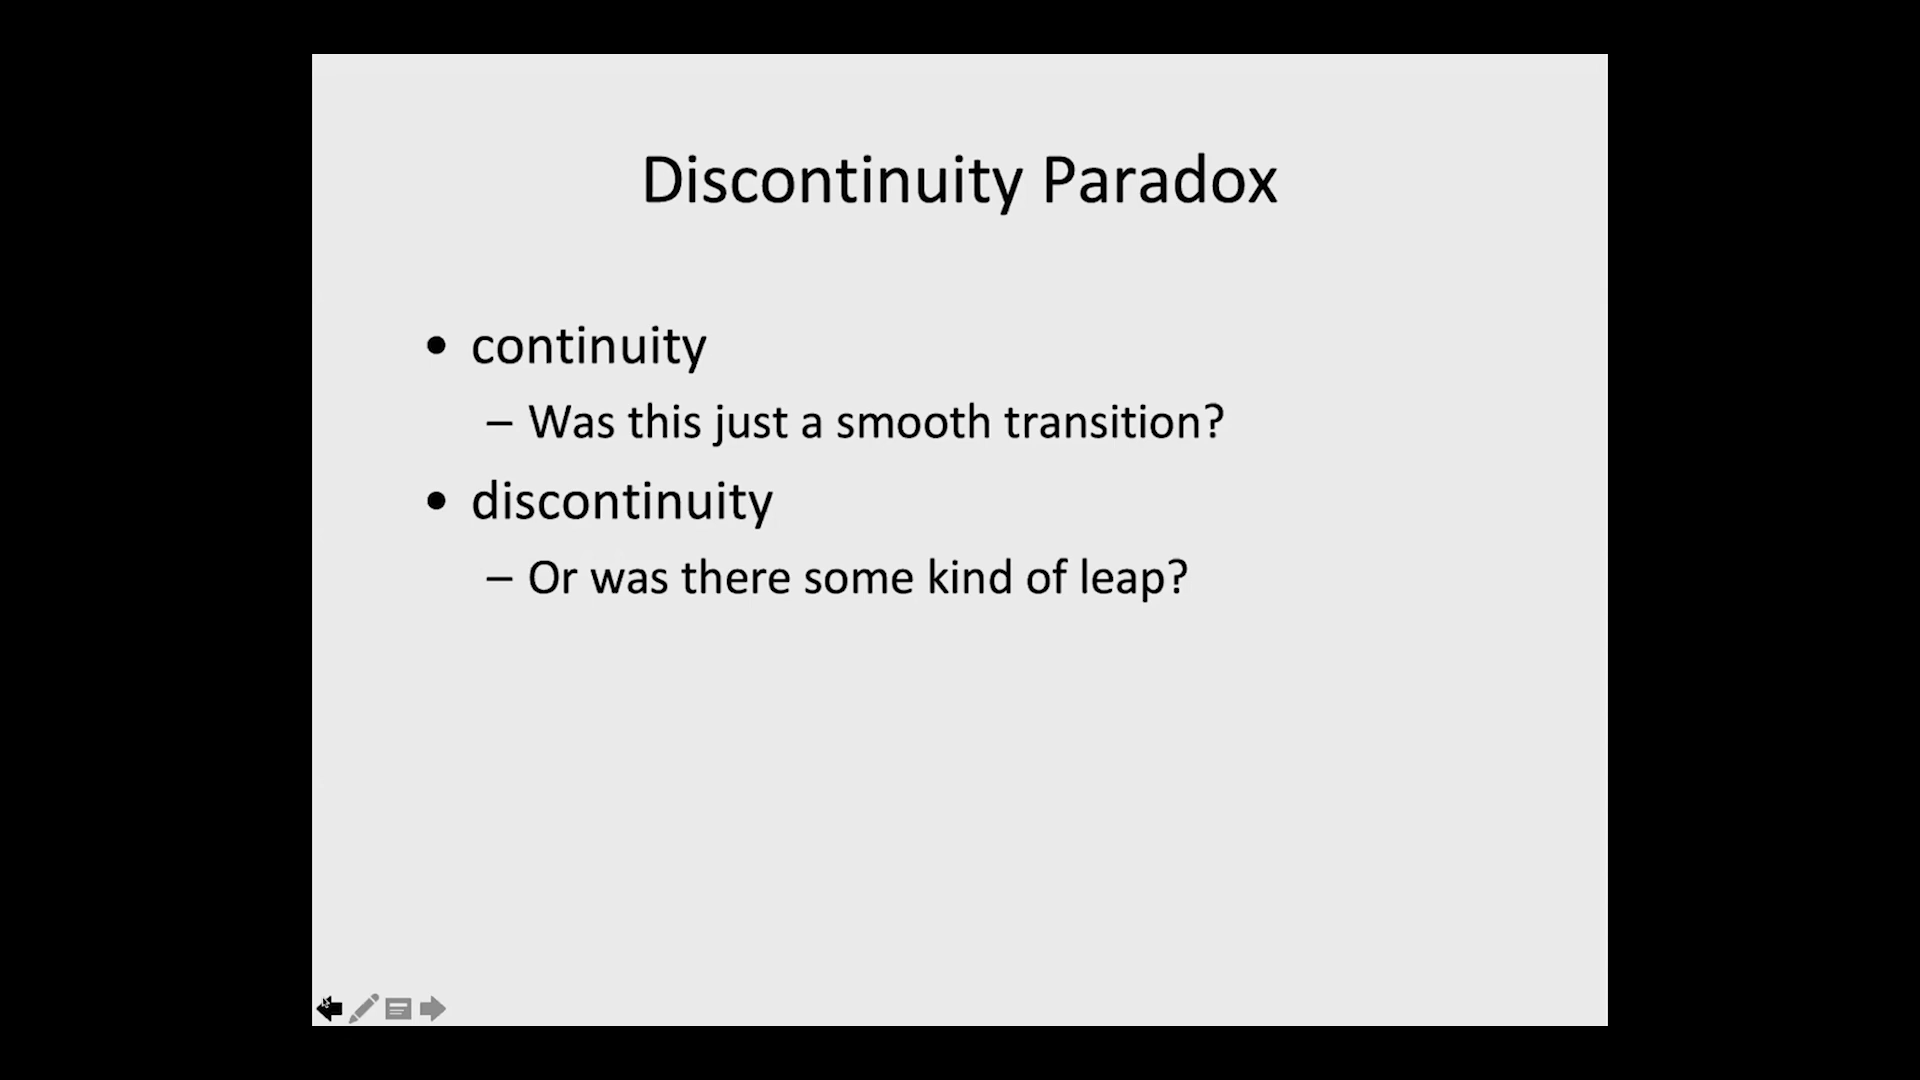 Discontinuity Paradox
• continuity
– Was this just a smooth transition?
• discontinuity
– Or was there some kind of leap?